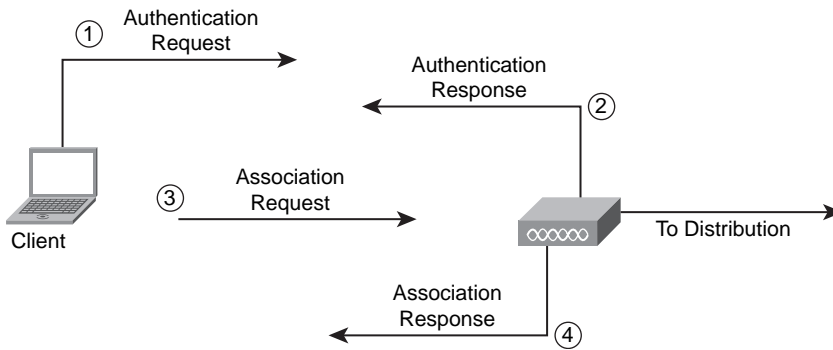 1
Authentication
Request
Authentication
Response
2
3
Association
Request
Client
To Distribution
Association
Response
4